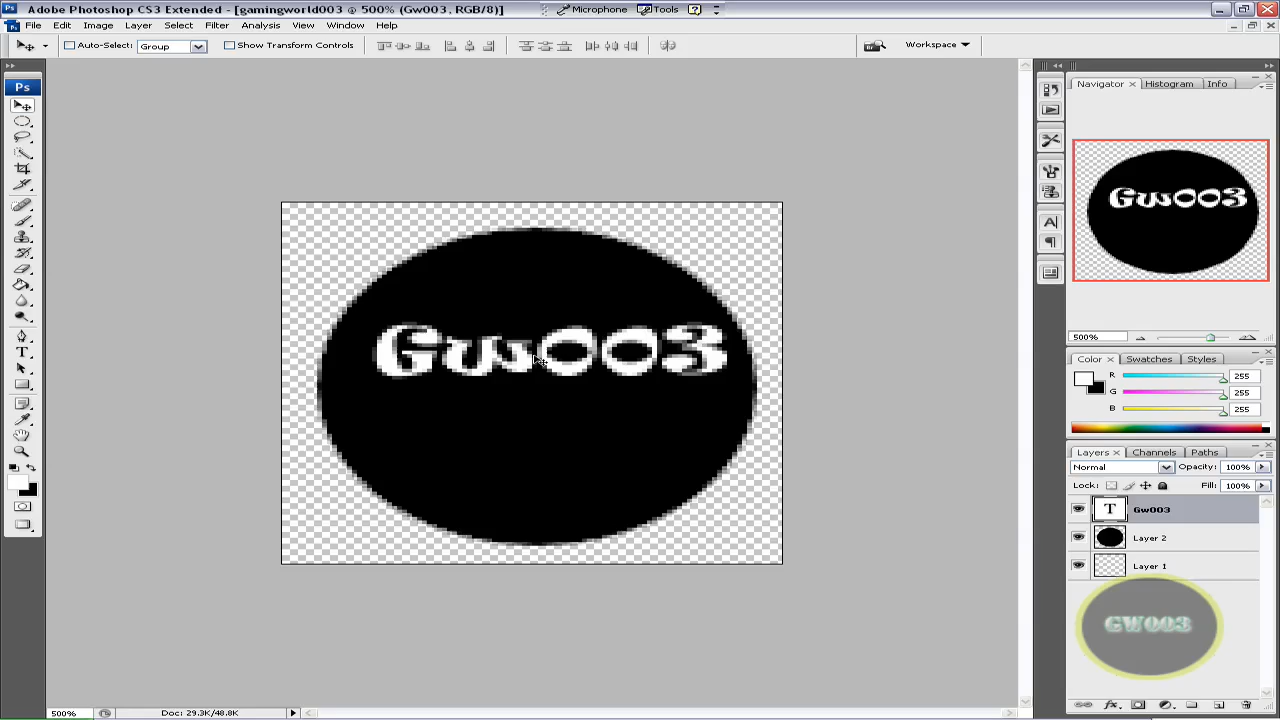 Adobe Photoshop CS3 Extended - [gamingworld003 @ 500% (Gw003, RGB/8)]
Microphone Tools
File Edit Image Layer Select Filter Analysis View Window Help
Auto-Select: Group Show Transform Controls
Workspace
Ps
Navigator Histogram Info
Gw003
Gw003
500%
Color Swatches Styles
R 255
G 255
B 255
Layers Channels Paths
Normal Opacity: 100%
Lock: Fill: 100%
T Gw003
Layer 2
Layer 1
GW003
500% Doc: 29.3K/48.8K